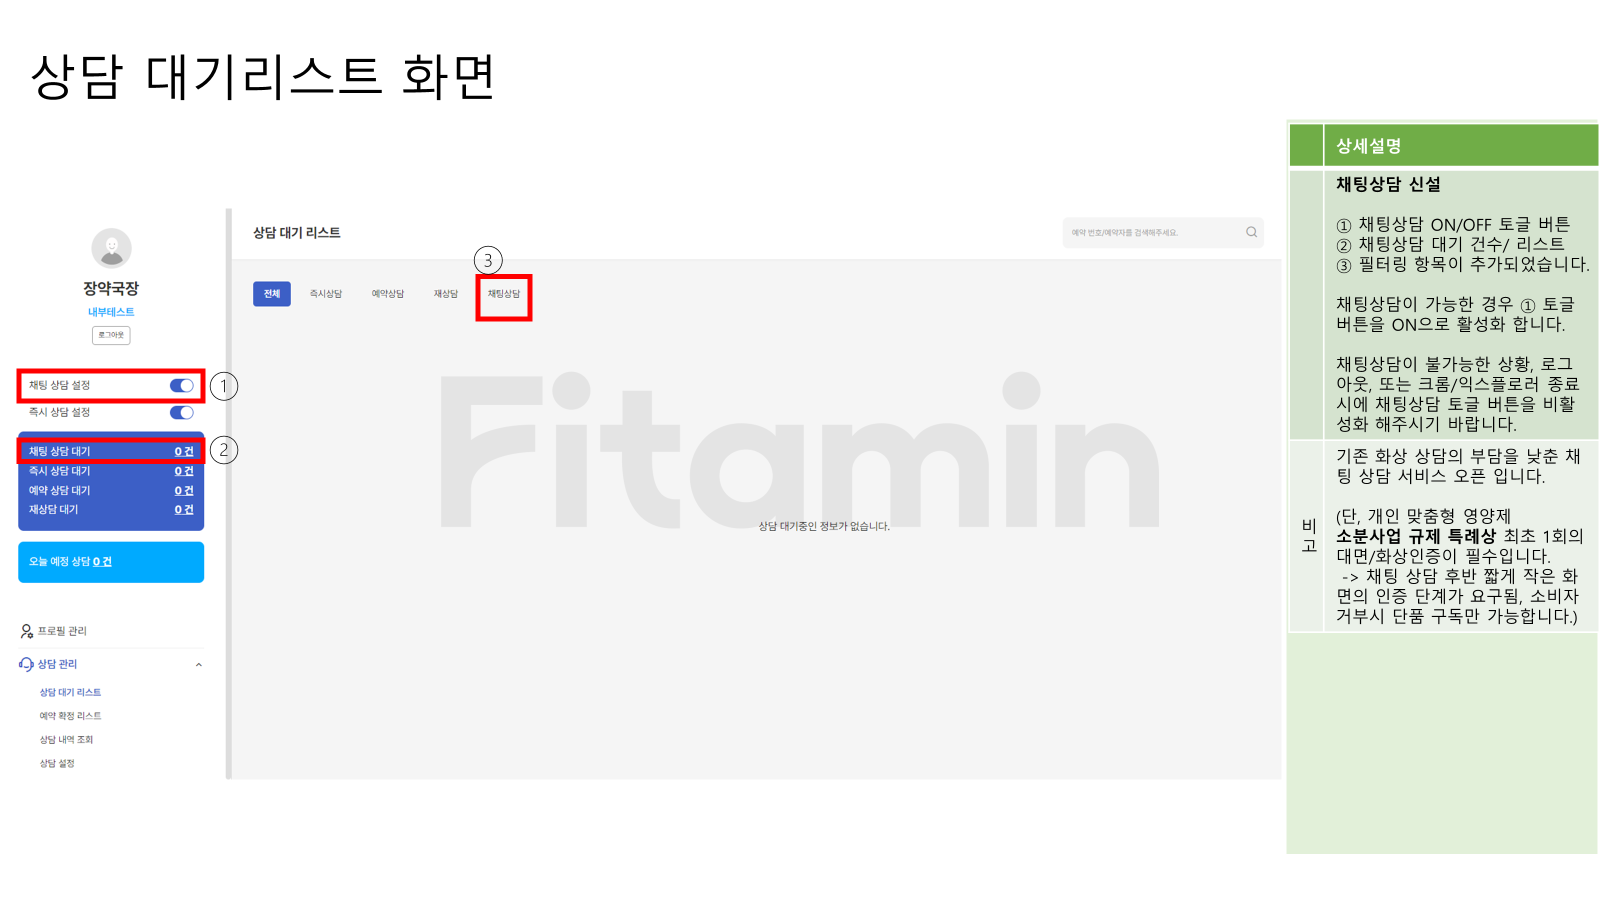 상담 대기리스트 화면
장약국장
내부테스트
로그아웃
채팅 상담 설정
①
즉시 상담 설정
채팅 상담 대기 0 건
②
즉시 상담 대기 0 건
예약 상담 대기 0 건
재상담 대기 0 건
오늘 예정 상담 0 건
프로필 관리
상담 관리
상담 대기 리스트
예약 확정 리스트
상담 내역 조회
상담 설정
상담 대기 리스트
예약 번호/예약자를 검색해주세요.
③
전체 즉시상담 예약상담 재상담 채팅상담
Fitamin
상담 대기중인 정보가 없습니다.
상세설명
채팅상담 신설
① 채팅상담 ON/OFF 토글 버튼
② 채팅상담 대기 건수/ 리스트
③ 필터링 항목이 추가되었습니다.
채팅상담이 가능한 경우 ① 토글
버튼을 ON으로 활성화 합니다.
채팅상담이 불가능한 상황, 로그
아웃, 또는 크롬/익스플로러 종료
시에 채팅상담 토글 버튼을 비활
성화 해주시기 바랍니다.
비
고
기존 화상 상담의 부담을 낮춘 채
팅 상담 서비스 오픈 입니다.
(단, 개인 맞춤형 영양제
소분사업 규제 특례상 최초 1회의
대면/화상인증이 필수입니다.
-> 채팅 상담 후반 짧게 작은 화
면의 인증 단계가 요구됨, 소비자
거부시 단품 구독만 가능합니다.)